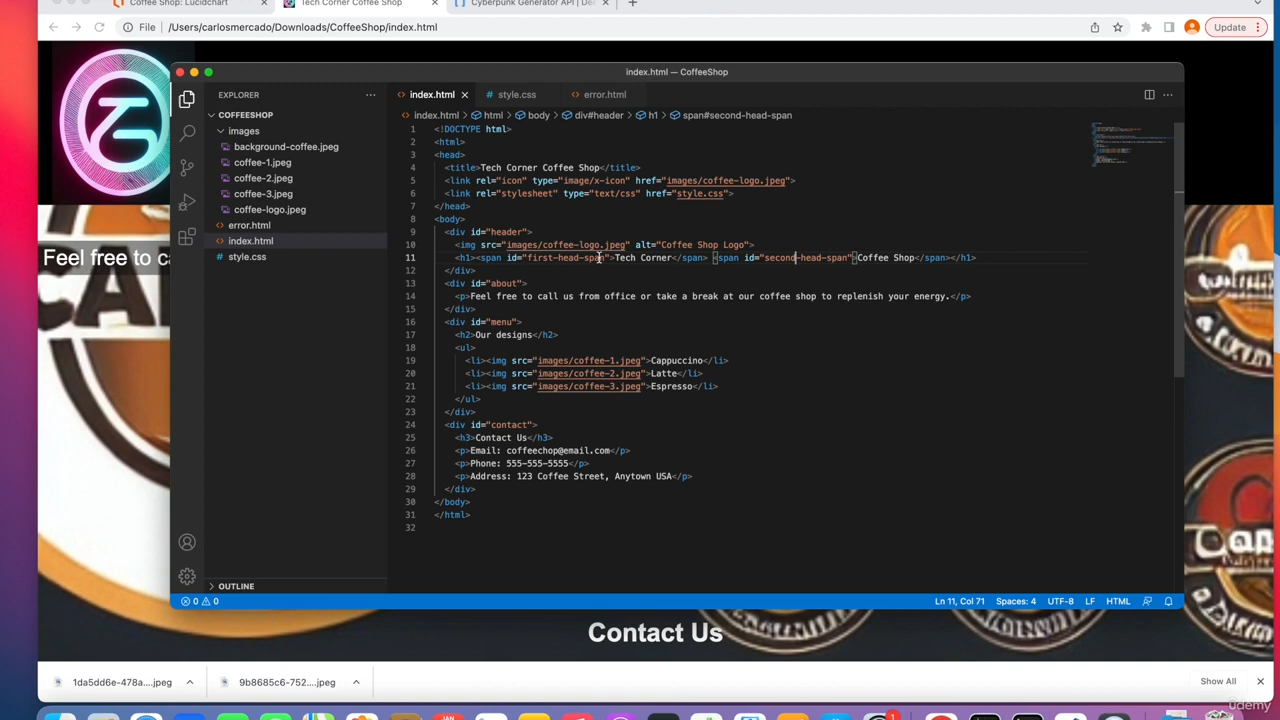 Coffee Shop: Lucidchart
Tech Corner Coffee Shop
Cyberpunk Generator API | De
File /Users/carlosmercado/Downloads/CoffeeShop/index.html
Update
index.html — CoffeeShop
EXPLORER
COFFEESHOP
images
background-coffee.jpeg
coffee-1.jpeg
coffee-2.jpeg
coffee-3.jpeg
coffee-logo.jpeg
error.html
index.html
style.css
OUTLINE
index.html
style.css
error.html
index.html > html > body > div#header > h1 > span#second-head-span
1 <!DOCTYPE html>
2 <html>
3 <head>
4 <title>Tech Corner Coffee Shop</title>
5 <link rel="icon" type="image/x-icon" href="images/coffee-logo.jpeg">
6 <link rel="stylesheet" type="text/css" href="style.css">
7 </head>
8 <body>
9 <div id="header">
10 <img src="images/coffee-logo.jpeg" alt="Coffee Shop Logo">
11 <h1><span id="first-head-span">Tech Corner</span> <span id="second-head-span">Coffee Shop</span></h1>
12 </div>
13 <div id="about">
14 <p>Feel free to call us from office or take a break at our coffee shop to replenish your energy.</p>
15 </div>
16 <div id="menu">
17 <h2>Our designs</h2>
18 <ul>
19 <li><img src="images/coffee-1.jpeg">Cappuccino</li>
20 <li><img src="images/coffee-2.jpeg">Latte</li>
21 <li><img src="images/coffee-3.jpeg">Espresso</li>
22 </ul>
23 </div>
24 <div id="contact">
25 <h3>Contact Us</h3>
26 <p>Email: coffeechop@email.com</p>
27 <p>Phone: 555-555-5555</p>
28 <p>Address: 123 Coffee Street, Anytown USA</p>
29 </div>
30 </body>
31 </html>
32
0 0
Ln 11, Col 71 Spaces: 4 UTF-8 LF HTML
Feel free to ca
Contact Us
1da5dd6e-478a....jpeg
9b8685c6-752....jpeg
Show All
JAN
1
udemy